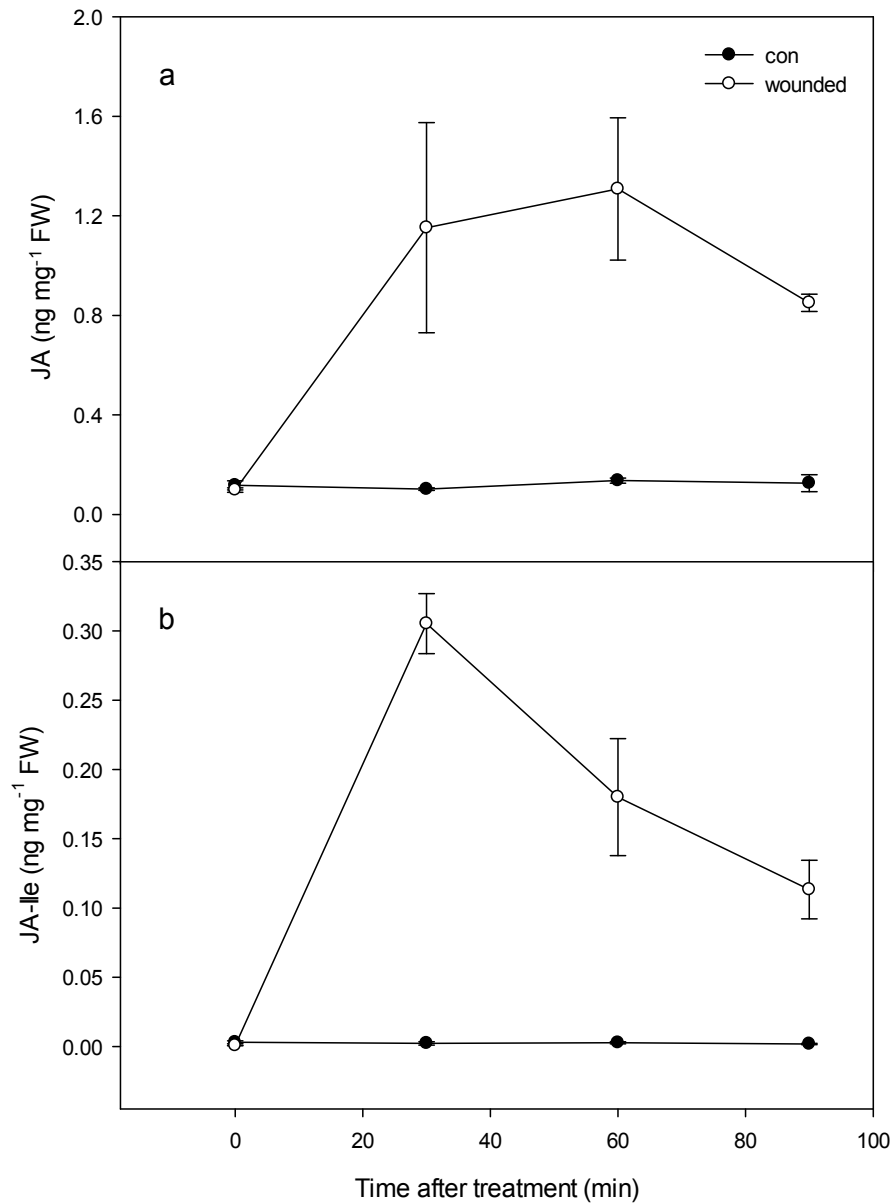 2.0
a
con
wounded
1.6
1.2
0.8
0.4
0.0
JA (ng mg⁻¹ FW)
0.35
b
0.30
0.25
0.20
0.15
0.10
0.05
0.00
JA-Ile (ng mg⁻¹ FW)
0 20 40 60 80 100
Time after treatment (min)